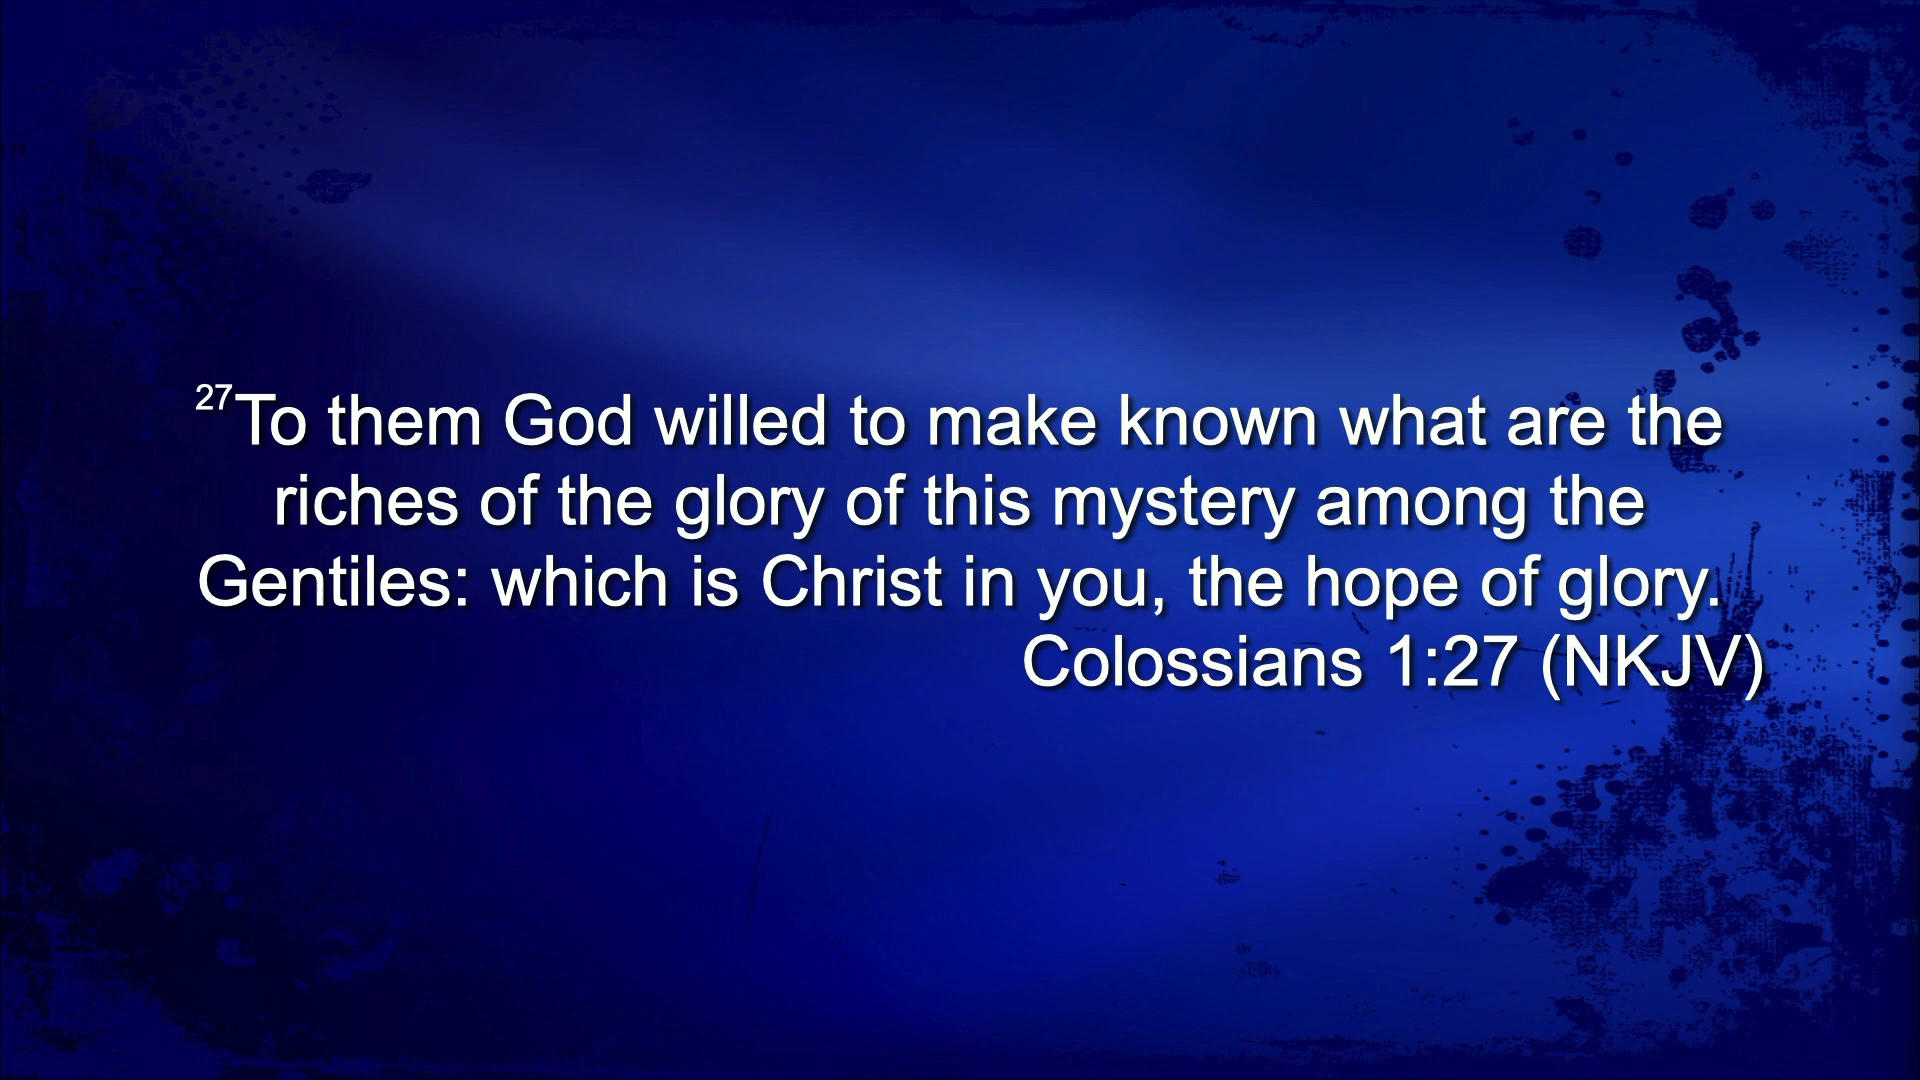 27To them God willed to make known what are the
riches of the glory of this mystery among the
Gentiles: which is Christ in you, the hope of glory.
Colossians 1:27 (NKJV)